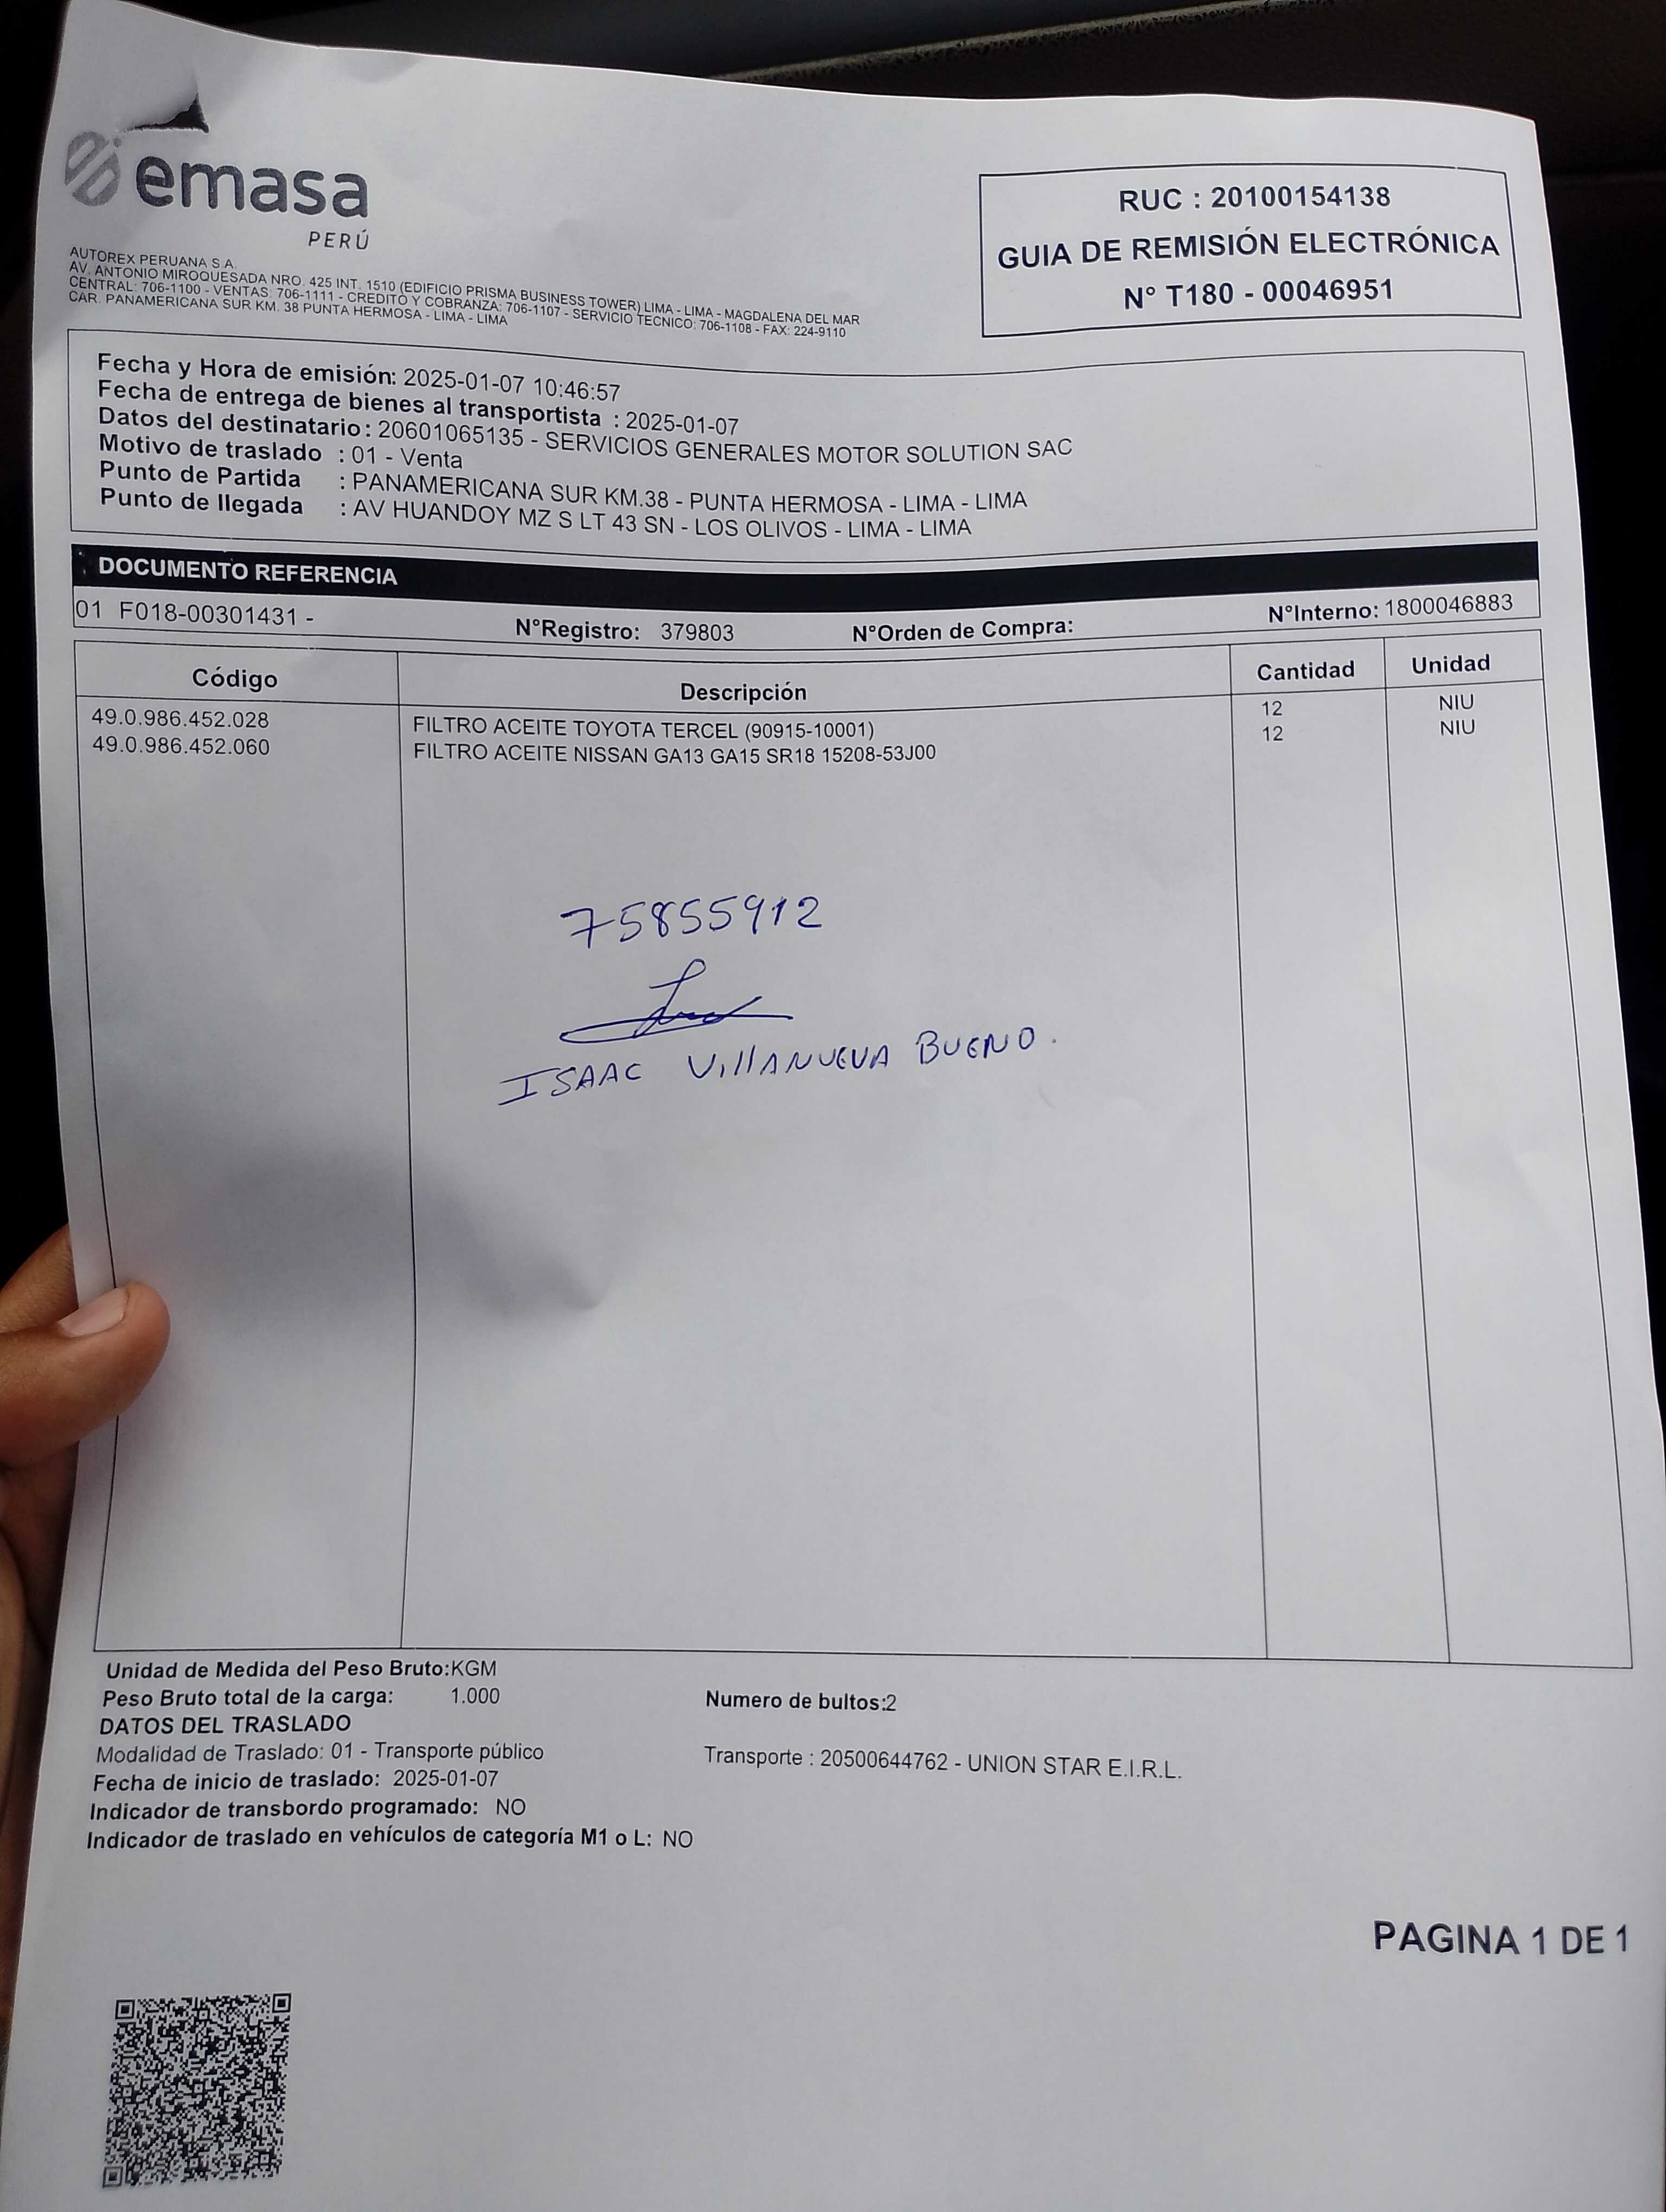 emasa
PERÚ
AUTOREX PERUANA S.A.
AV. ANTONIO MIROQUESADA NRO. 425 INT. 1510 (EDIFICIO PRISMA BUSINESS TOWER) LIMA - LIMA - MAGDALENA DEL MAR
CENTRAL: 706-1100 - VENTAS: 706-1111 - CREDITO Y COBRANZA: 706-1107 - SERVICIO TECNICO: 706-1108 - FAX: 224-9110
CAR. PANAMERICANA SUR KM. 38 PUNTA HERMOSA - LIMA - LIMA
RUC : 20100154138
GUIA DE REMISIÓN ELECTRÓNICA
N° T180 - 00046951
Fecha y Hora de emisión: 2025-01-07 10:46:57
Fecha de entrega de bienes al transportista : 2025-01-07
Datos del destinatario : 20601065135 - SERVICIOS GENERALES MOTOR SOLUTION SAC
Motivo de traslado : 01 - Venta
Punto de Partida : PANAMERICANA SUR KM.38 - PUNTA HERMOSA - LIMA - LIMA
Punto de llegada : AV HUANDOY MZ S LT 43 SN - LOS OLIVOS - LIMA - LIMA
DOCUMENTO REFERENCIA
01 F018-00301431 - N°Registro: 379803 N°Orden de Compra: N°Interno: 1800046883
Código Descripción Cantidad Unidad
49.0.986.452.028 FILTRO ACEITE TOYOTA TERCEL (90915-10001) 12 NIU
49.0.986.452.060 FILTRO ACEITE NISSAN GA13 GA15 SR18 15208-53J00 12 NIU
75855912
ISAAC VIllANUEVA BUENO.
Unidad de Medida del Peso Bruto:KGM
Peso Bruto total de la carga: 1.000 Numero de bultos:2
DATOS DEL TRASLADO
Modalidad de Traslado: 01 - Transporte público Transporte : 20500644762 - UNION STAR E.I.R.L.
Fecha de inicio de traslado: 2025-01-07
Indicador de transbordo programado: NO
Indicador de traslado en vehículos de categoría M1 o L: NO
PAGINA 1 DE 1